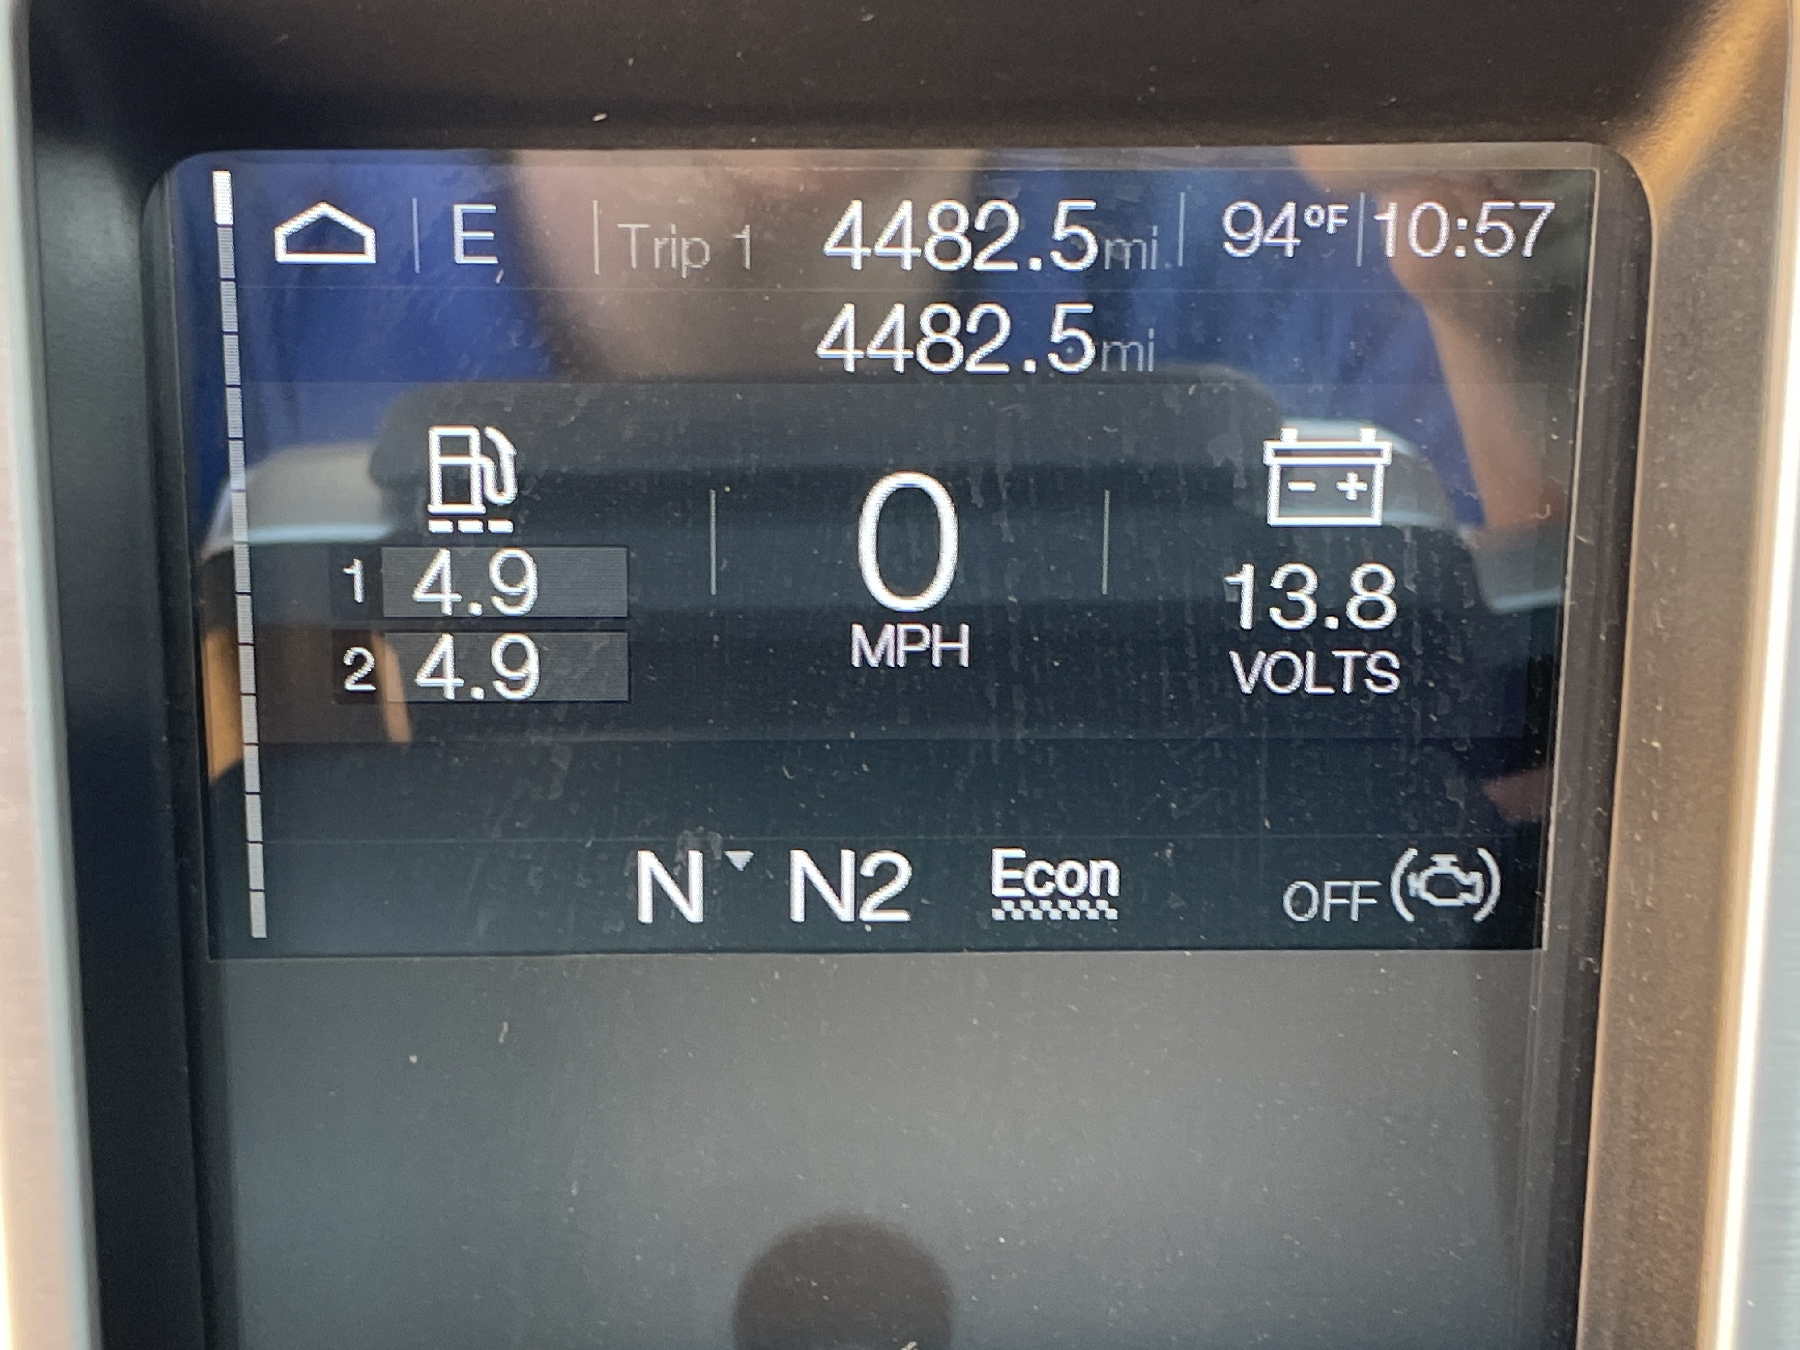 E Trip 1 4482.5mi 94°F 10:57
4482.5mi
1 4.9
2 4.9
0
MPH
- +
13.8
VOLTS
N N2 Econ OFF